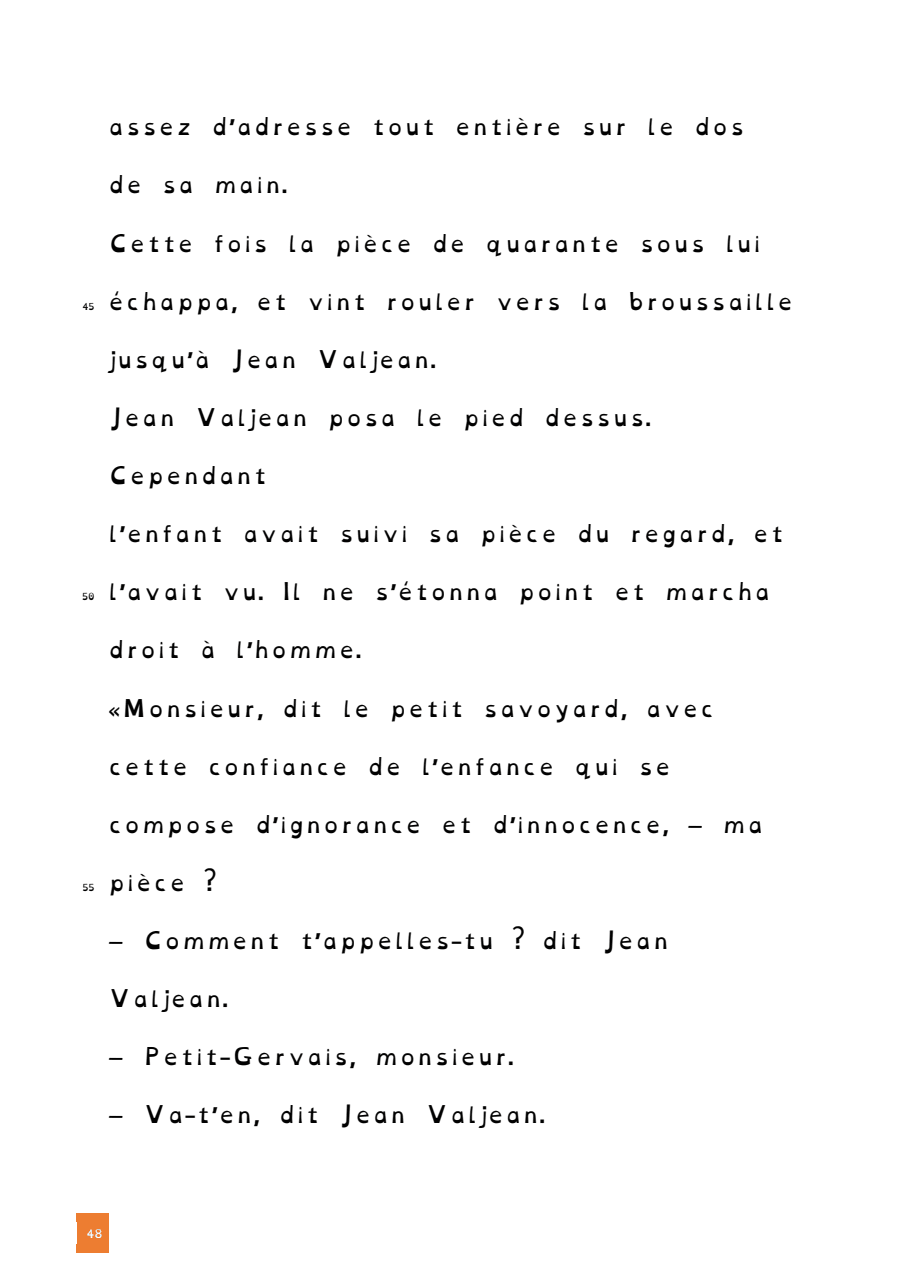 assez d'adresse tout entière sur le dos
de sa main.
Cette fois la pièce de quarante sous lui
45 échappa, et vint rouler vers la broussaille
jusqu'à Jean Valjean.
Jean Valjean posa le pied dessus.
Cependant
l'enfant avait suivi sa pièce du regard, et
50 l'avait vu. Il ne s'étonna point et marcha
droit à l'homme.
«Monsieur, dit le petit savoyard, avec
cette confiance de l'enfance qui se
compose d'ignorance et d'innocence, – ma
55 pièce ?
– Comment t'appelles-tu ? dit Jean
Valjean.
– Petit-Gervais, monsieur.
– Va-t'en, dit Jean Valjean.
48